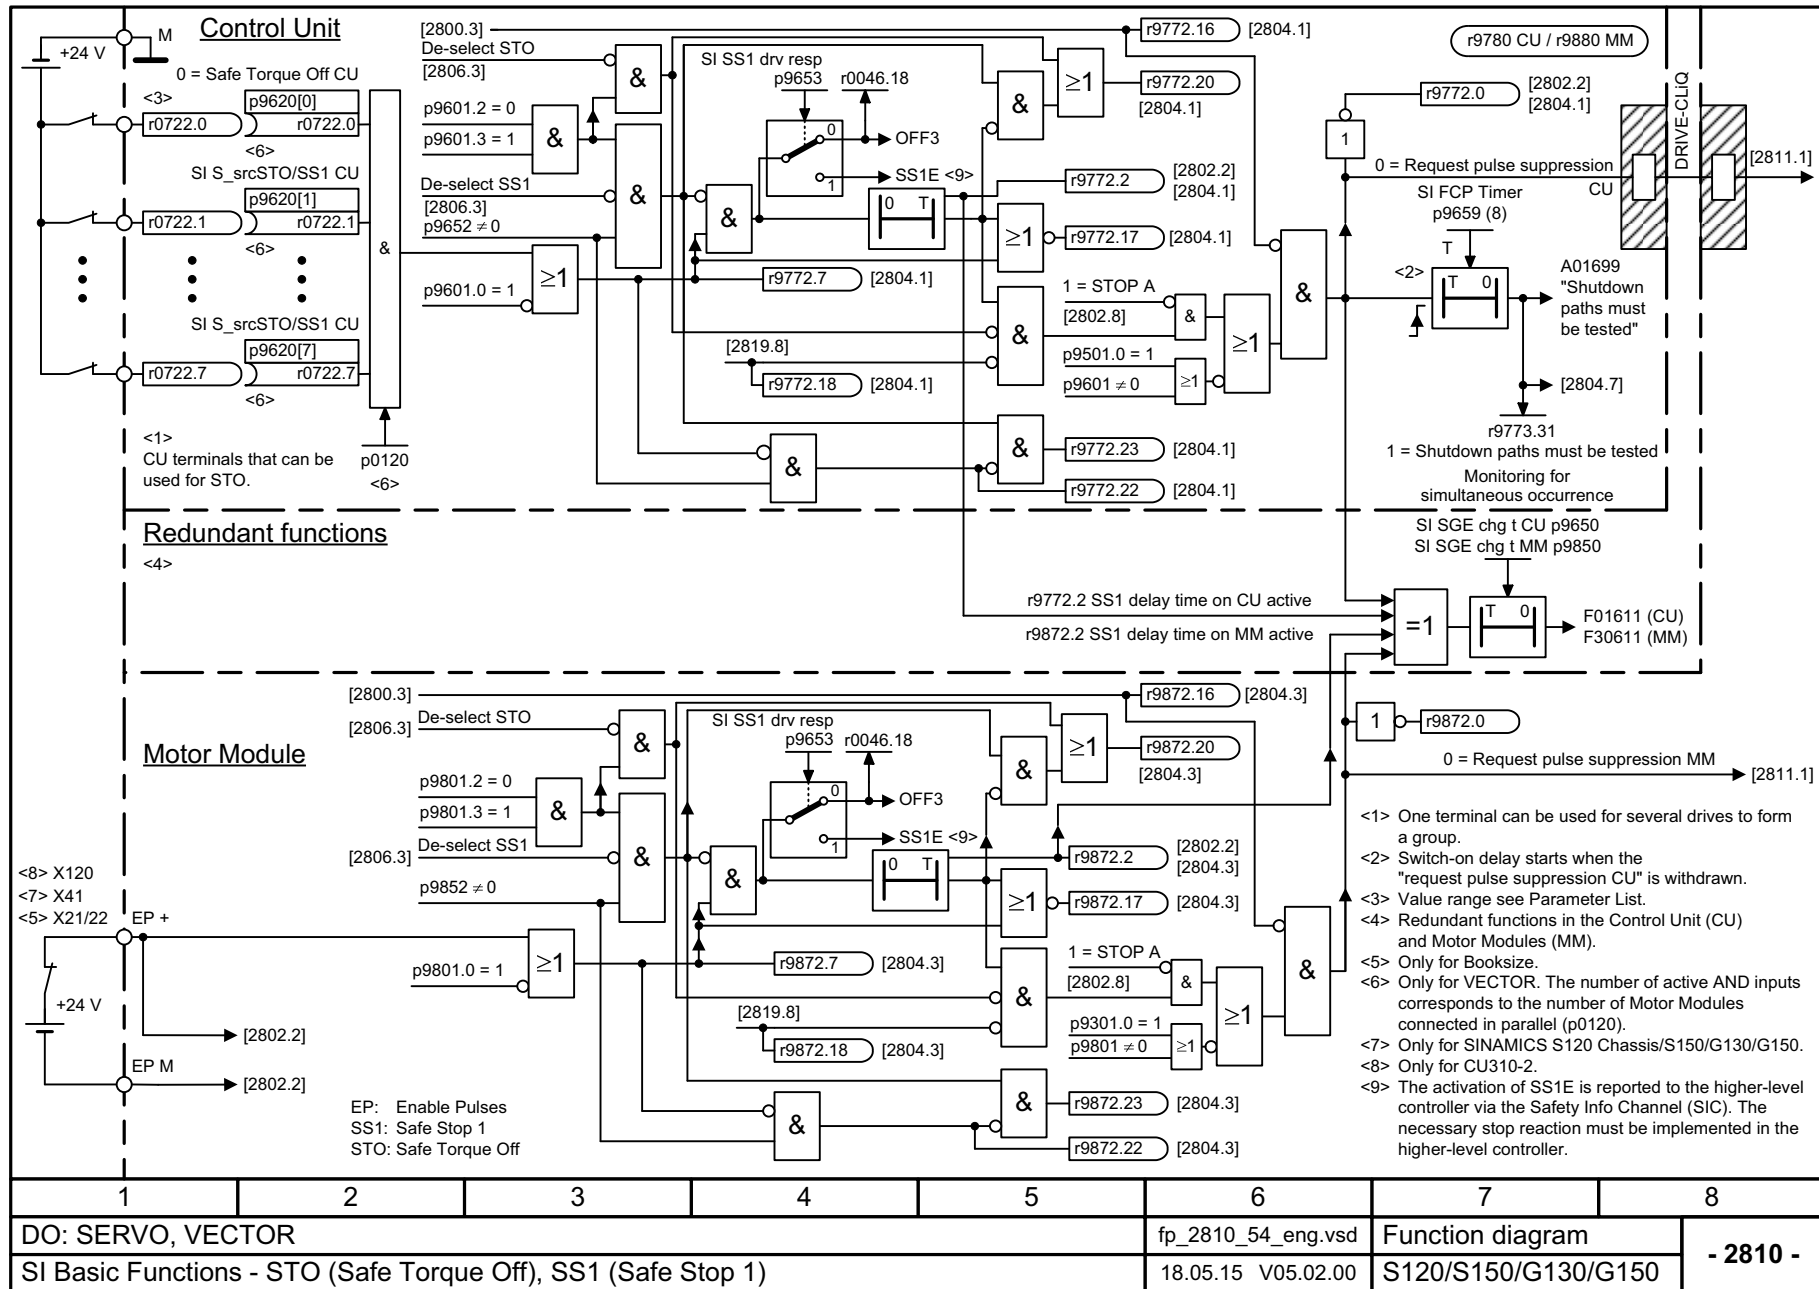 Control Unit
M
+24 V
0 = Safe Torque Off CU
<3>
p9620[0]
r0722.0
r0722.0
<6>
SI S_srcSTO/SS1 CU
p9620[1]
r0722.1
r0722.1
<6>
SI S_srcSTO/SS1 CU
p9620[7]
r0722.7
r0722.7
<6>
&
<1>
CU terminals that can be
used for STO.
p0120
<6>
[2800.3]
De-select STO
[2806.3]
&
p9601.2 = 0
p9601.3 = 1
&
De-select SS1
[2806.3]
p9652 ≠ 0
&
p9601.0 = 1
≥1
SI SS1 drv resp
p9653
r0046.18
0
OFF3
1
SS1E <9>
&
0 T
r9772.7
[2804.1]
[2819.8]
r9772.18
[2804.1]
&
r9772.16
[2804.1]
≥1
r9772.20
[2804.1]
&
r9772.2
[2802.2]
[2804.1]
≥1
r9772.17
[2804.1]
1 = STOP A
[2802.8]
&
&
p9501.0 = 1
p9601 ≠ 0
≥1
≥1
&
&
r9772.23
[2804.1]
r9772.22
[2804.1]
r9780 CU / r9880 MM
r9772.0
[2802.2]
[2804.1]
1
0 = Request pulse suppression
CU
DRIVE-CLiQ
[2811.1]
SI FCP Timer
p9659 (8)
T
<2>
T 0
A01699
"Shutdown
paths must
be tested"
[2804.7]
r9773.31
1 = Shutdown paths must be tested
Monitoring for
simultaneous occurrence
Redundant functions
<4>
SI SGE chg t CU p9650
SI SGE chg t MM p9850
r9772.2 SS1 delay time on CU active
r9872.2 SS1 delay time on MM active
=1
T 0
F01611 (CU)
F30611 (MM)
Motor Module
[2800.3]
[2806.3]
De-select STO
&
p9801.2 = 0
p9801.3 = 1
&
[2806.3]
De-select SS1
p9852 ≠ 0
&
p9801.0 = 1
≥1
SI SS1 drv resp
p9653
r0046.18
0
OFF3
1
SS1E <9>
&
0 T
r9872.7
[2804.3]
[2819.8]
r9872.18
[2804.3]
&
r9872.16
[2804.3]
≥1
r9872.20
[2804.3]
&
r9872.2
[2802.2]
[2804.3]
≥1
r9872.17
[2804.3]
1 = STOP A
[2802.8]
&
&
p9301.0 = 1
p9801 ≠ 0
≥1
≥1
&
&
r9872.23
[2804.3]
r9872.22
[2804.3]
1
r9872.0
0 = Request pulse suppression MM
[2811.1]
<8> X120
<7> X41
<5> X21/22
EP +
+24 V
[2802.2]
EP M
[2802.2]
EP: Enable Pulses
SS1: Safe Stop 1
STO: Safe Torque Off
<1> One terminal can be used for several drives to form
a group.
<2> Switch-on delay starts when the
"request pulse suppression CU" is withdrawn.
<3> Value range see Parameter List.
<4> Redundant functions in the Control Unit (CU)
and Motor Modules (MM).
<5> Only for Booksize.
<6> Only for VECTOR. The number of active AND inputs
corresponds to the number of Motor Modules
connected in parallel (p0120).
<7> Only for SINAMICS S120 Chassis/S150/G130/G150.
<8> Only for CU310-2.
<9> The activation of SS1E is reported to the higher-level
controller via the Safety Info Channel (SIC). The
necessary stop reaction must be implemented in the
higher-level controller.
1 2 3 4 5 6 7 8
DO: SERVO, VECTOR
fp_2810_54_eng.vsd
Function diagram
- 2810 -
SI Basic Functions - STO (Safe Torque Off), SS1 (Safe Stop 1)
18.05.15 V05.02.00
S120/S150/G130/G150